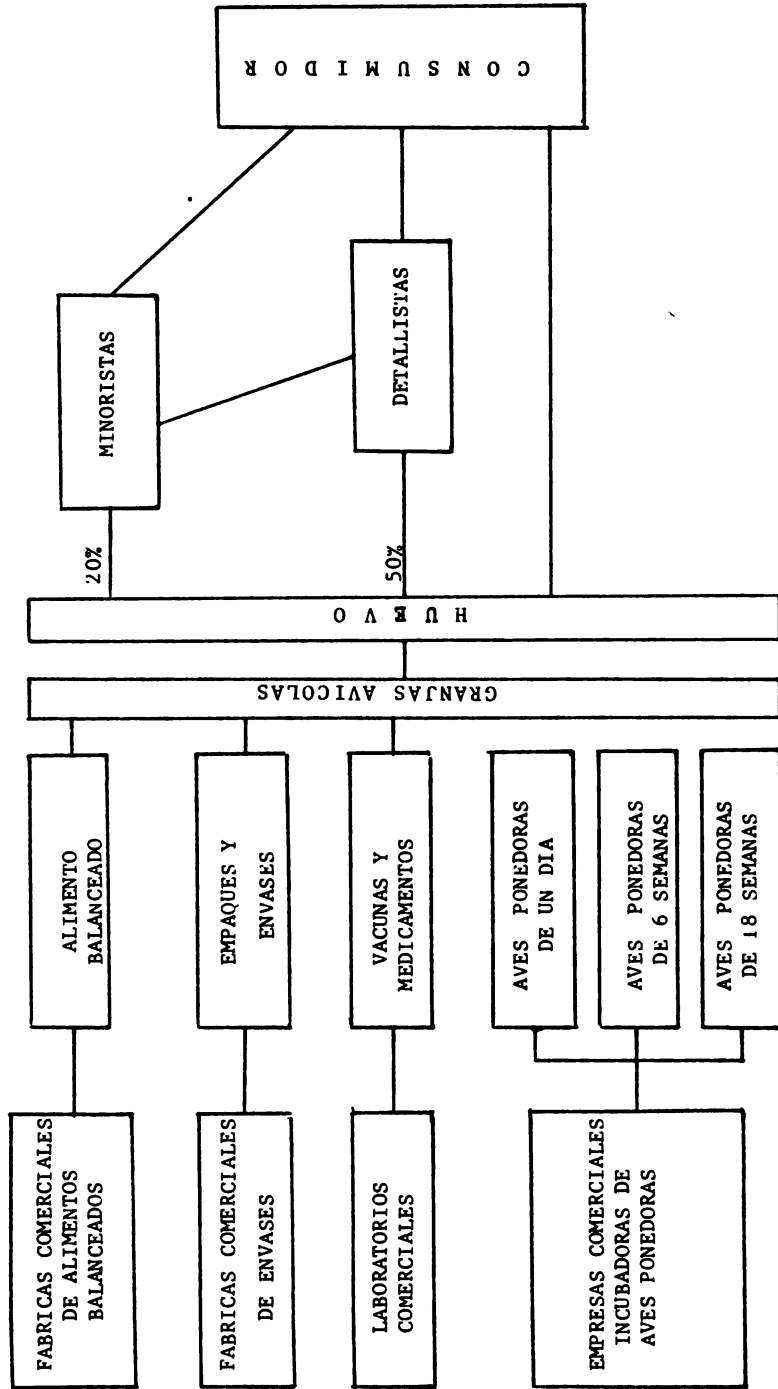 FABRICAS COMERCIALES
DE ALIMENTOS
BALANCEADOS
ALIMENTO
BALANCEADO
FABRICAS COMERCIALES
DE ENVASES
EMPAQUES Y
ENVASES
LABORATORIOS
COMERCIALES
VACUNAS Y
MEDICAMENTOS
EMPRESAS COMERCIALES
INCUBADORAS DE
AVES PONEDORAS
AVES PONEDORAS
DE UN DIA
AVES PONEDORAS
DE 6 SEMANAS
AVES PONEDORAS
DE 18 SEMANAS
GRANJAS AVICOLAS
HUEVO
20%
50%
MINORISTAS
DETALLISTAS
CONSUMIDOR